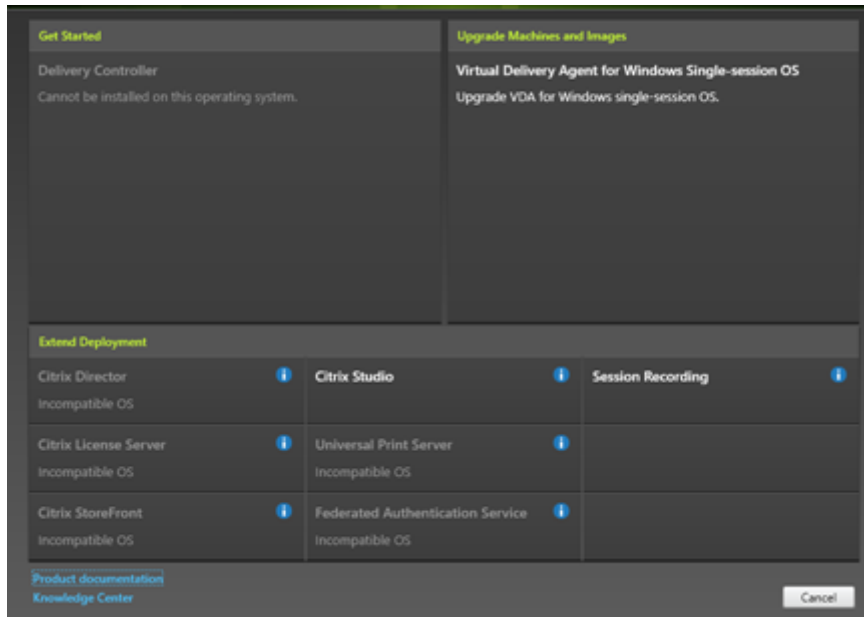 Get Started
Delivery Controller
Cannot be installed on this operating system.
Upgrade Machines and Images
Virtual Delivery Agent for Windows Single-session OS
Upgrade VDA for Windows single-session OS.
Extend Deployment
Citrix Director
Incompatible OS
Citrix Studio
Session Recording
Citrix License Server
Incompatible OS
Universal Print Server
Incompatible OS
Citrix StoreFront
Incompatible OS
Federated Authentication Service
Incompatible OS
Product documentation
Knowledge Center
Cancel